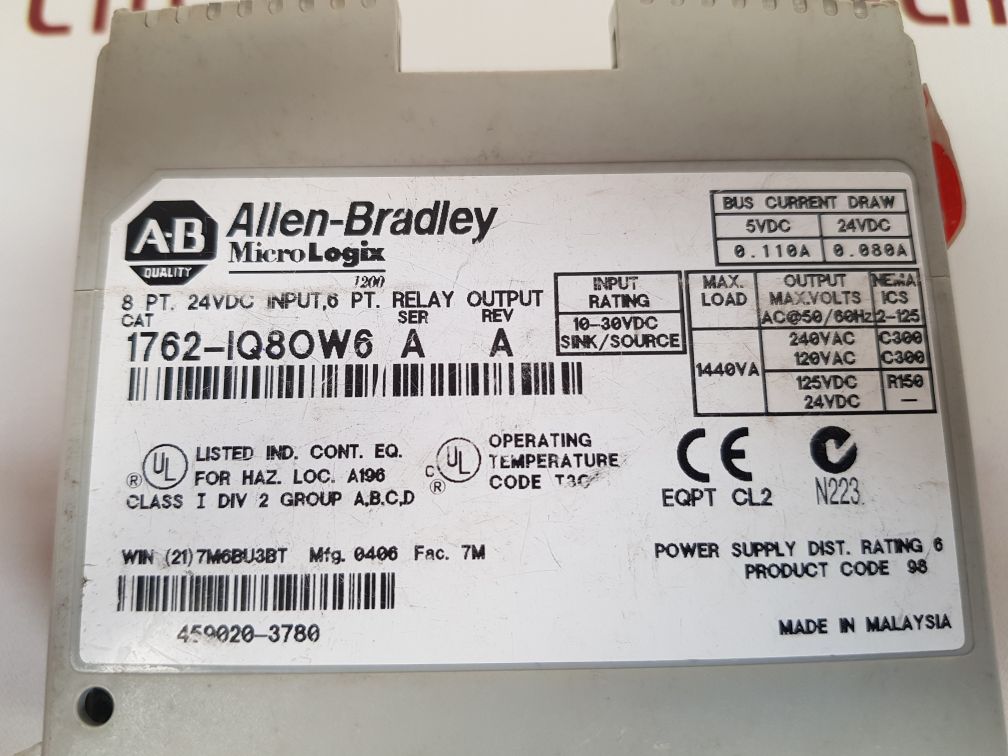 A-B
QUALITY
Allen-Bradley
MicroLogix
1200
BUS CURRENT DRAW
5VDC 24VDC
0.110A 0.080A
8 PT. 24VDC INPUT,6 PT. RELAY OUTPUT
CAT SER REV
1762-IQ8OW6 A A
INPUT
RATING
10-30VDC
SINK/SOURCE
MAX. LOAD
OUTPUT MAX.VOLTS AC@50/60Hz
NEMA ICS 2-125
1440VA
240VAC C300
120VAC C300
125VDC R150
24VDC —
UL
®
LISTED IND. CONT. EQ.
FOR HAZ. LOC. A196
CLASS I DIV 2 GROUP A,B,C,D
C UL
®
OPERATING
TEMPERATURE
CODE
CE
EQPT CL2
N223
WIN (21)7M6BU3BT Mfg. 0406 Fac. 7M
459020-3780
POWER SUPPLY DIST. RATING 6
PRODUCT CODE 98
MADE IN MALAYSIA